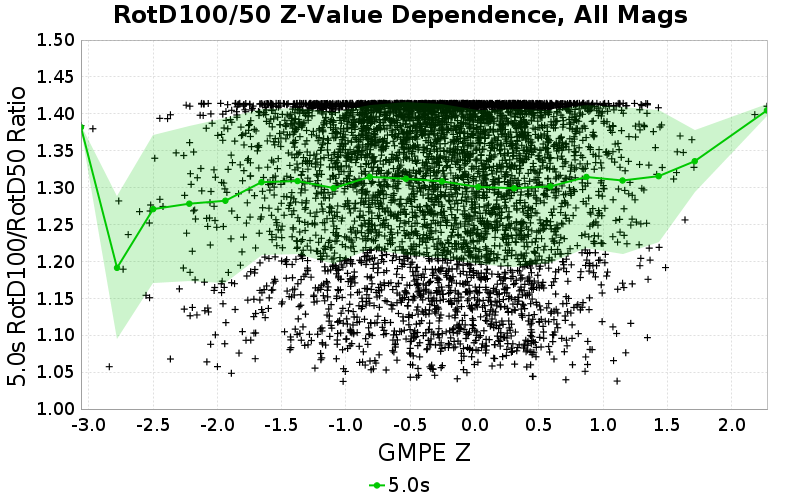 RotD100/50 Z-Value Dependence, All Mags
1.50
1.45
1.40
1.35
1.30
1.25
1.20
1.15
1.10
1.05
1.00
5.0s RotD100/RotD50 Ratio
-3.0 -2.5 -2.0 -1.5 -1.0 -0.5 0.0 0.5 1.0 1.5 2.0
GMPE Z
5.0s